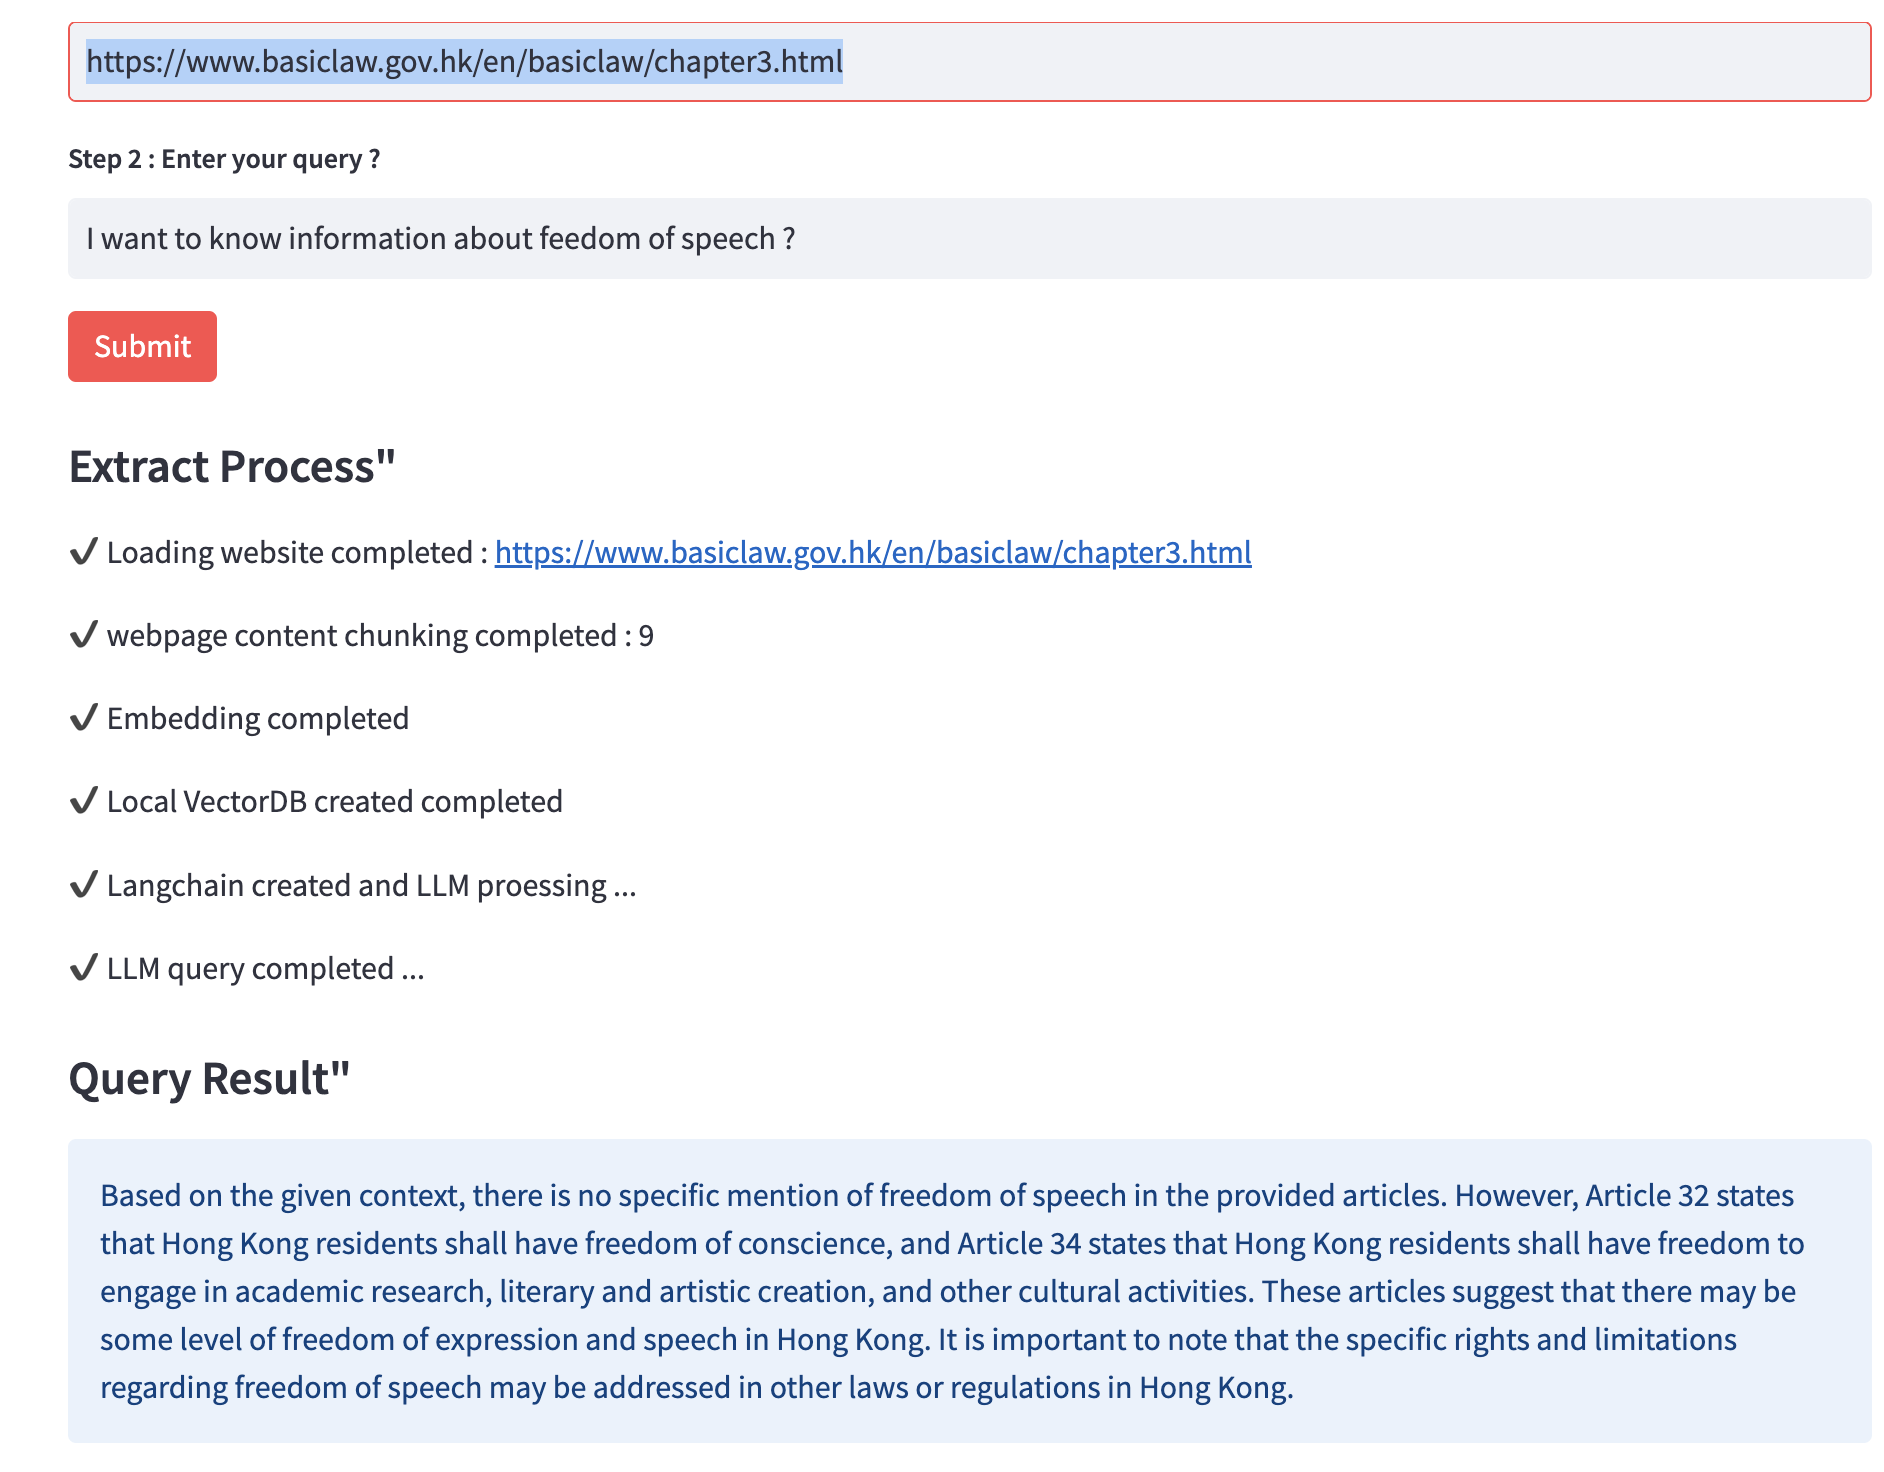 https://www.basiclaw.gov.hk/en/basiclaw/chapter3.html
Step 2 : Enter your query ?
I want to know information about feedom of speech ?
Submit
Extract Process"
✔ Loading website completed : https://www.basiclaw.gov.hk/en/basiclaw/chapter3.html
✔ webpage content chunking completed : 9
✔ Embedding completed
✔ Local VectorDB created completed
✔ Langchain created and LLM proessing ...
✔ LLM query completed ...
Query Result"
Based on the given context, there is no specific mention of freedom of speech in the provided articles. However, Article 32 states
that Hong Kong residents shall have freedom of conscience, and Article 34 states that Hong Kong residents shall have freedom to
engage in academic research, literary and artistic creation, and other cultural activities. These articles suggest that there may be
some level of freedom of expression and speech in Hong Kong. It is important to note that the specific rights and limitations
regarding freedom of speech may be addressed in other laws or regulations in Hong Kong.